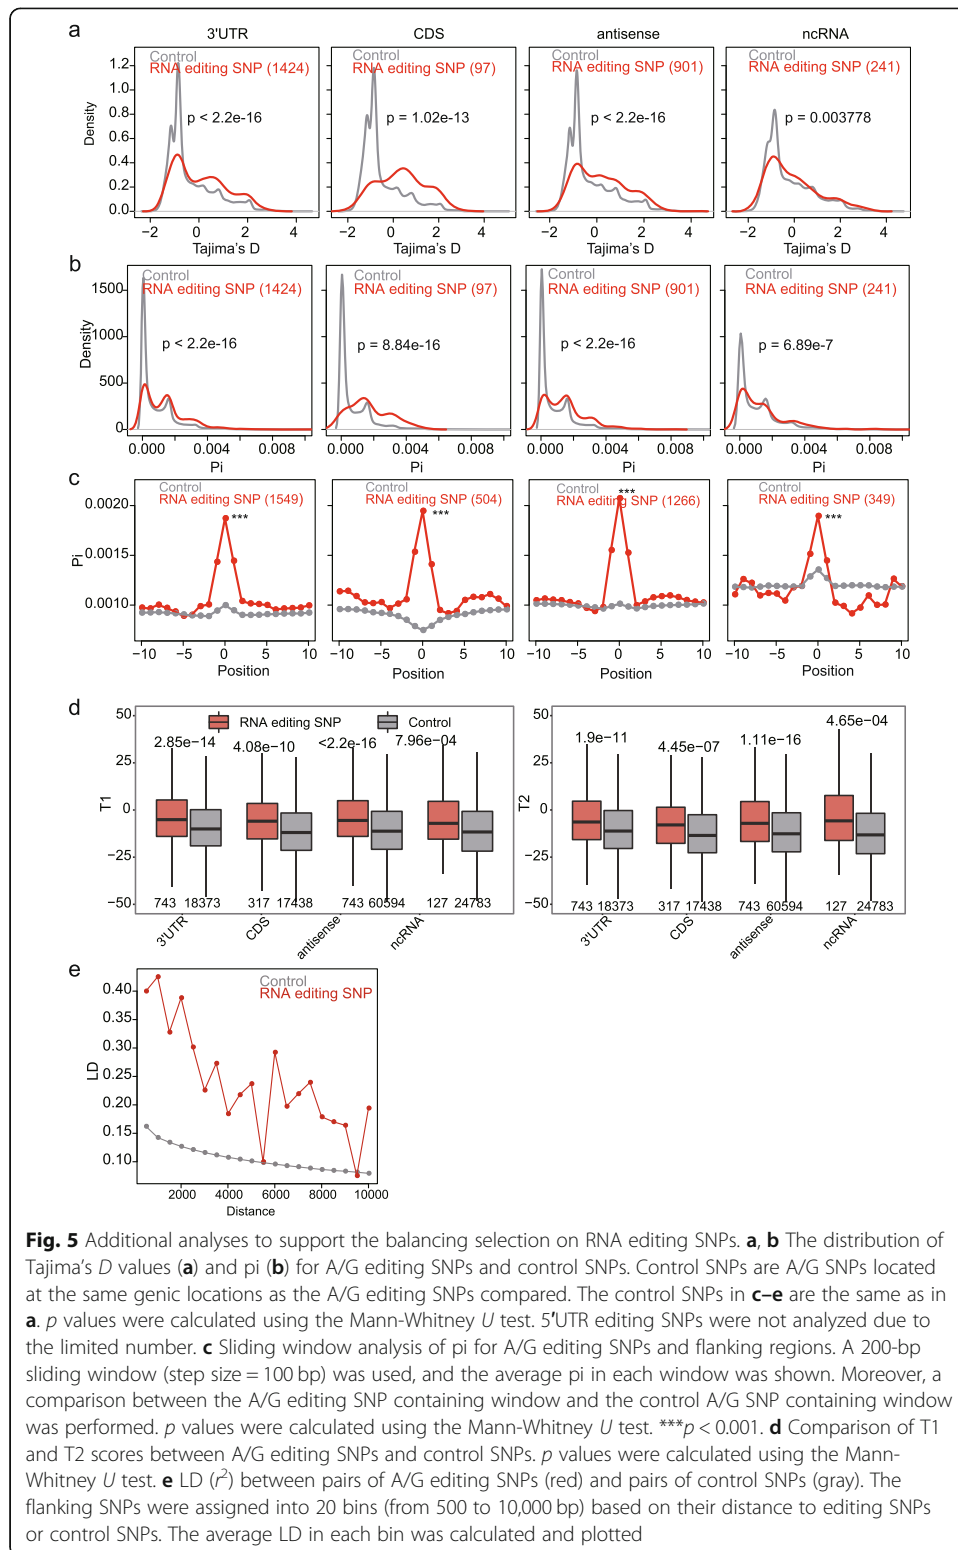 a
3'UTR CDS antisense ncRNA
Control Control Control Control
RNA editing SNP (1424) RNA editing SNP (97) RNA editing SNP (901) RNA editing SNP (241)
p < 2.2e-16 p = 1.02e-13 p < 2.2e-16 p = 0.003778
Density
1.2
1.0
0.8
0.6
0.4
0.2
0.0
−2 0 2 4 −2 0 2 4 −2 0 2 4 −2 0 2 4
Tajima's D Tajima's D Tajima's D Tajima's D
b
Control Control Control Control
RNA editing SNP (1424) RNA editing SNP (97) RNA editing SNP (901) RNA editing SNP (241)
p < 2.2e-16 p = 8.84e-16 p < 2.2e-16 p = 6.89e-7
Density
1500
1000
500
0
0.000 0.004 0.008 0.000 0.004 0.008 0.000 0.004 0.008 0.000 0.004 0.008
Pi Pi Pi Pi
c
Control Control Control Control
RNA editing SNP (1549) RNA editing SNP (504) RNA editing SNP (1266) RNA editing SNP (349)
*** *** *** ***
Pi
0.0020
0.0015
0.0010
−10 −5 0 5 10 −10 −5 0 5 10 −10 −5 0 5 10 −10 −5 0 5 10
Position Position Position Position
d
RNA editing SNP Control
T1
50
25
0
−25
−50
2.85e−14 4.08e−10 <2.2e−16 7.96e−04
743 18373 317 17438 743 60594 127 24783
3'UTR CDS antisense ncRNA
T2
50
25
0
−25
−50
1.9e−11 4.45e−07 1.11e−16 4.65e−04
743 18373 317 17438 743 60594 127 24783
3'UTR CDS antisense ncRNA
e
Control
RNA editing SNP
LD
0.40
0.35
0.30
0.25
0.20
0.15
0.10
2000 4000 6000 8000 10000
Distance
Fig. 5 Additional analyses to support the balancing selection on RNA editing SNPs. a, b The distribution of
Tajima's D values (a) and pi (b) for A/G editing SNPs and control SNPs. Control SNPs are A/G SNPs located
at the same genic locations as the A/G editing SNPs compared. The control SNPs in c–e are the same as in
a. p values were calculated using the Mann-Whitney U test. 5′UTR editing SNPs were not analyzed due to
the limited number. c Sliding window analysis of pi for A/G editing SNPs and flanking regions. A 200-bp
sliding window (step size = 100 bp) was used, and the average pi in each window was shown. Moreover, a
comparison between the A/G editing SNP containing window and the control A/G SNP containing window
was performed. p values were calculated using the Mann-Whitney U test. ***p < 0.001. d Comparison of T1
and T2 scores between A/G editing SNPs and control SNPs. p values were calculated using the Mann-
Whitney U test. e LD (r²) between pairs of A/G editing SNPs (red) and pairs of control SNPs (gray). The
flanking SNPs were assigned into 20 bins (from 500 to 10,000 bp) based on their distance to editing SNPs
or control SNPs. The average LD in each bin was calculated and plotted